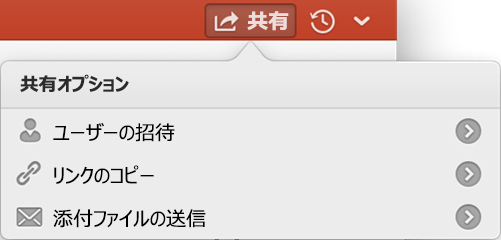 共有
共有オプション
ユーザーの招待
リンクのコピー
添付ファイルの送信